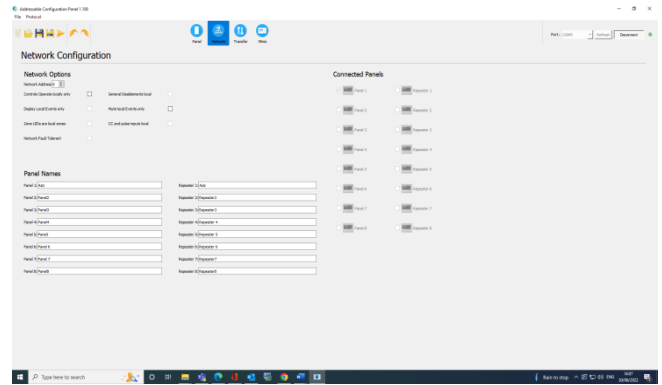 Addressable Configuration Panel 1.100
File Protocol
Panel Network Transfer Menu
Port: COM5 Refresh Disconnect
Network Configuration
Network Options
Network Address
Controls Operate locally only
General Disablements local
Display Local Events only
Mute local Events only
Zone LEDs are local zones
CC and pulse inputs local
Network Fault Tolerant
Connected Panels
Panel 1 Repeater 1
Panel 2 Repeater 2
Panel 3 Repeater 3
Panel 4 Repeater 4
Panel 5 Repeater 5
Panel 6 Repeater 6
Panel 7 Repeater 7
Panel 8 Repeater 8
Panel Names
Panel 1 Repeater 1
Panel 2 Panel2 Repeater 2 Repeater2
Panel 3 Panel3 Repeater 3 Repeater3
Panel 4 Panel4 Repeater 4 Repeater 4
Panel 5 Panel5 Repeater 5 Repeater 5
Panel 6 Panel 6 Repeater 6 Repeater 6
Panel 7 Panel 7 Repeater 7 Repeater7
Panel 8 Panel8 Repeater 8 Repeater8
Type here to search
Rain to stop
ENG
30/06/2022